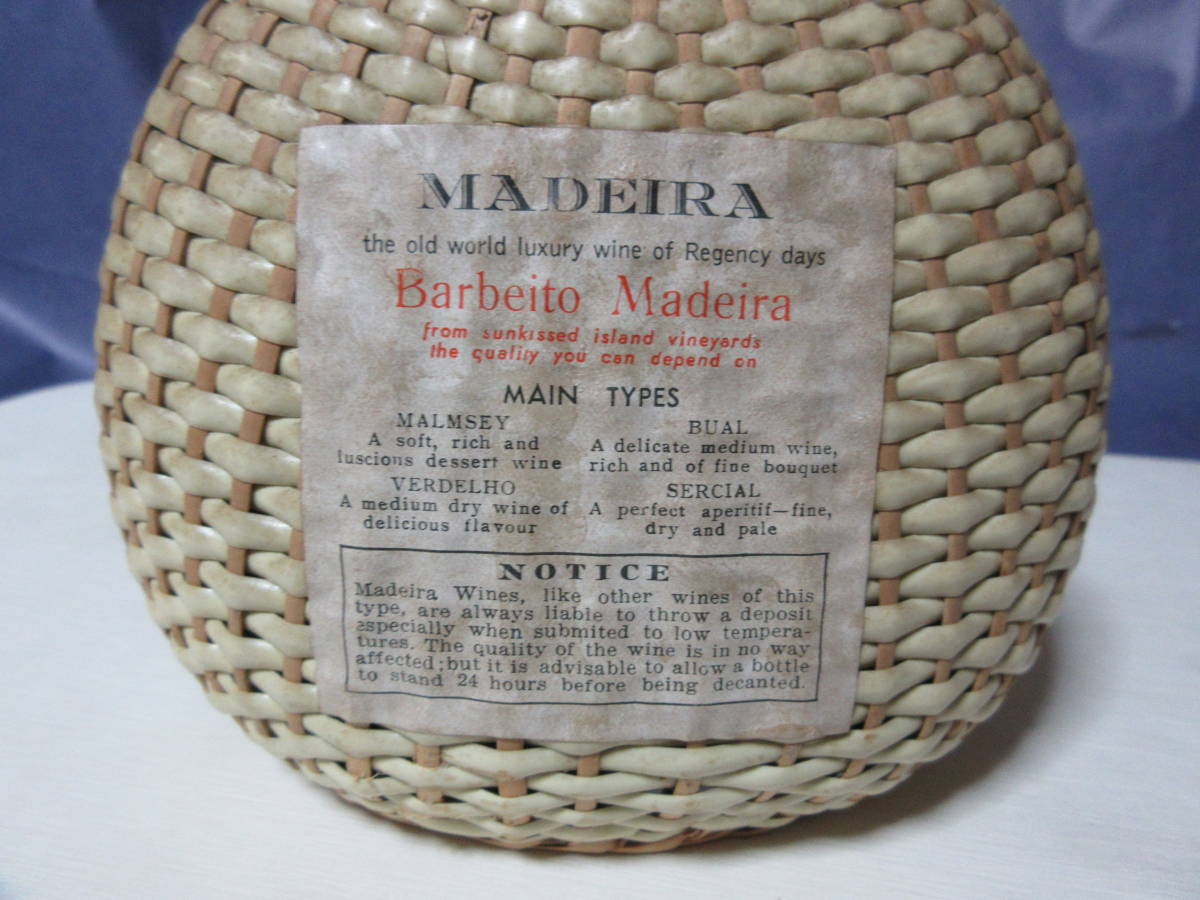 MADEIRA
the old world luxury wine of Regency days
Barbeito Madeira
from sunkissed island vineyards
the quality you can depend on
MAIN TYPES
MALMSEY
A soft, rich and
luscious dessert wine
BUAL
A delicate medium wine,
rich and of fine bouquet
VERDELHO
A medium dry wine of
delicious flavour
SERCIAL
A perfect aperitif—fine,
dry and pale
NOTICE
Madeira Wines, like other wines of this
type, are always liable to throw a deposit
especially when submited to low tempera-
tures. The quality of the wine is in no way
affected; but it is advisable to allow a bottle
to stand 24 hours before being decanted.